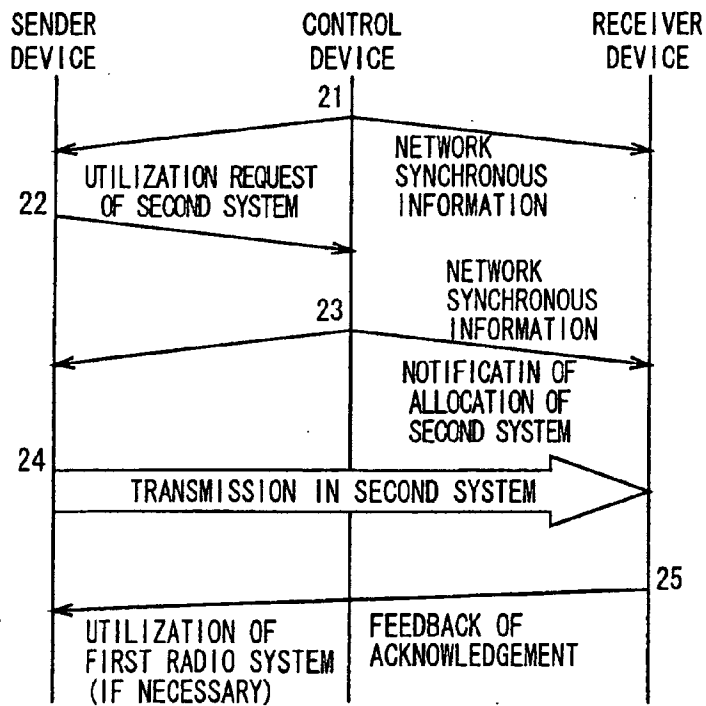 SENDER DEVICE
CONTROL DEVICE
RECEIVER DEVICE
21
NETWORK
SYNCHRONOUS
INFORMATION
UTILIZATION REQUEST
OF SECOND SYSTEM
22
NETWORK
SYNCHRONOUS
INFORMATION
23
NOTIFICATIN OF
ALLOCATION OF
SECOND SYSTEM
24
TRANSMISSION IN SECOND SYSTEM
25
UTILIZATION OF
FIRST RADIO SYSTEM
(IF NECESSARY)
FEEDBACK OF
ACKNOWLEDGEMENT